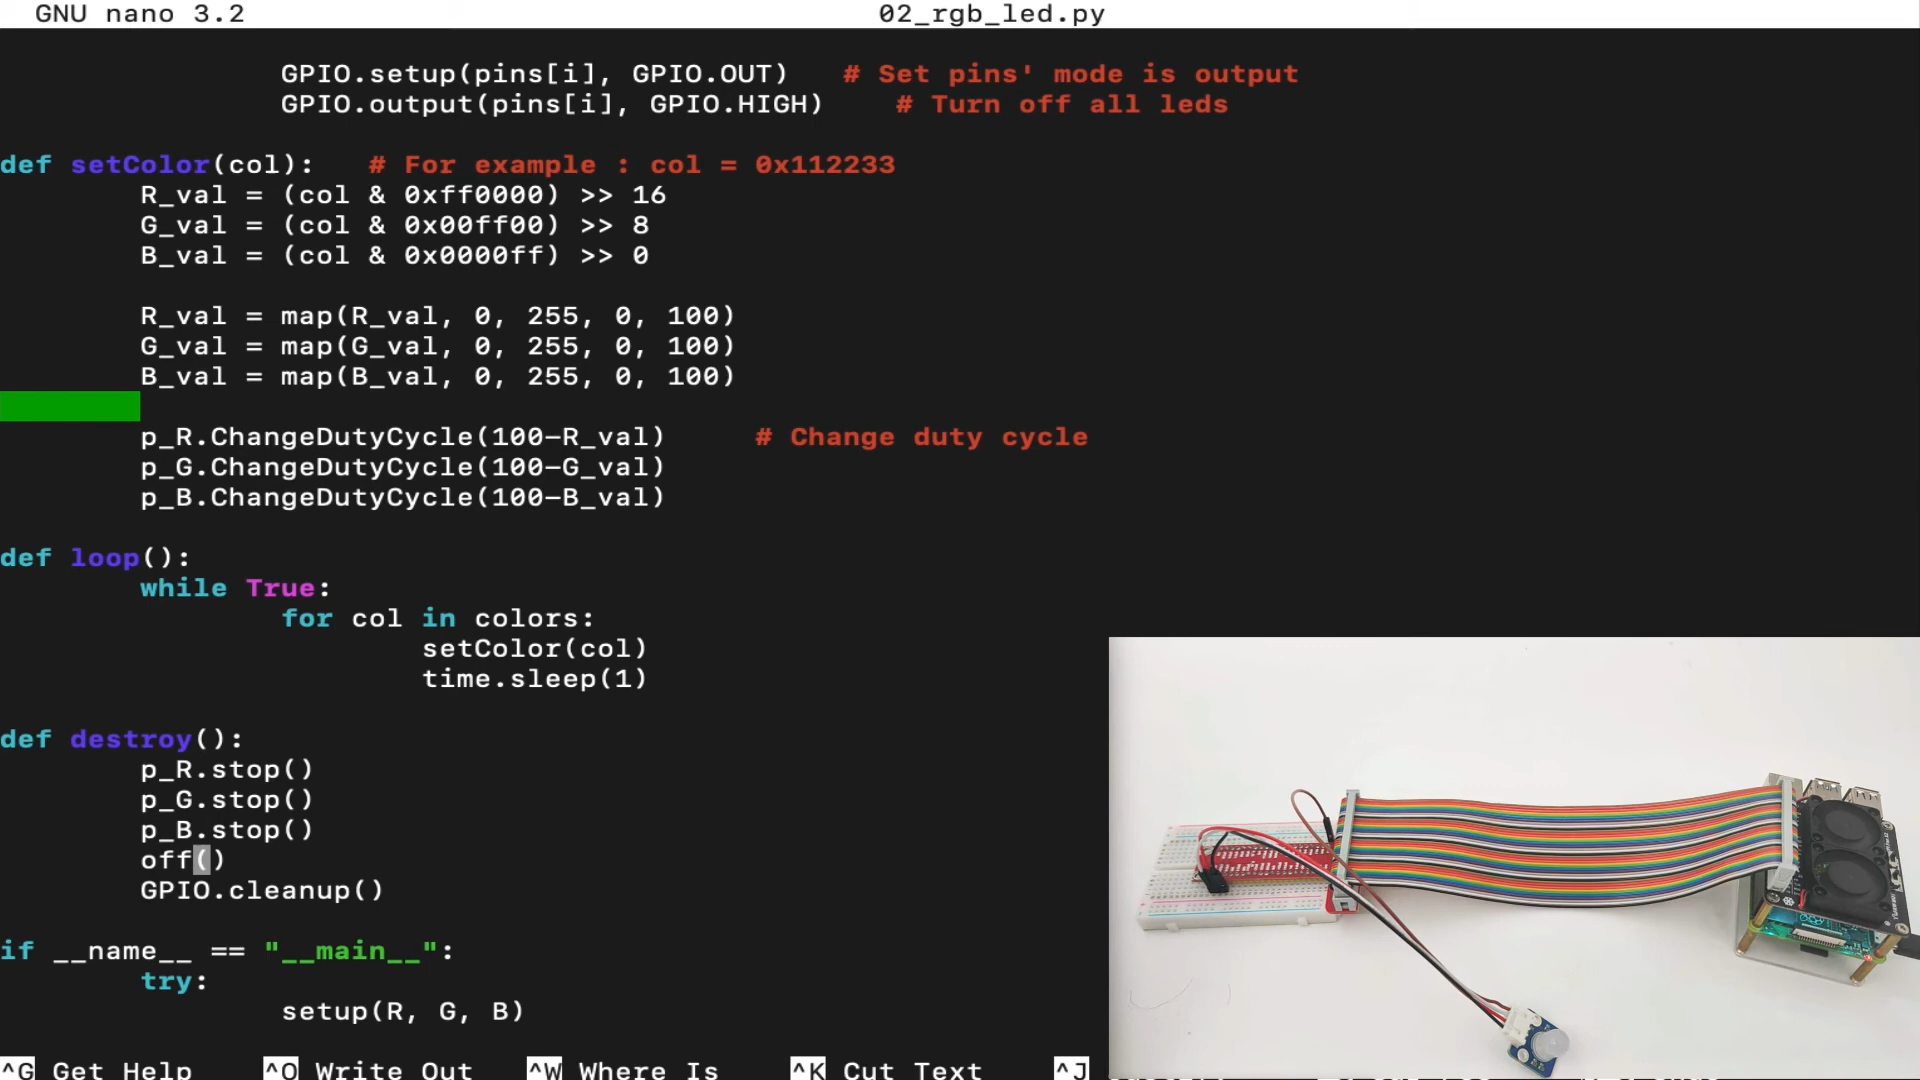 GNU nano 3.2 02_rgb_led.py
GPIO.setup(pins[i], GPIO.OUT) # Set pins' mode is output
GPIO.output(pins[i], GPIO.HIGH) # Turn off all leds
def setColor(col): # For example : col = 0x112233
R_val = (col & 0xff0000) >> 16
G_val = (col & 0x00ff00) >> 8
B_val = (col & 0x0000ff) >> 0
R_val = map(R_val, 0, 255, 0, 100)
G_val = map(G_val, 0, 255, 0, 100)
B_val = map(B_val, 0, 255, 0, 100)
p_R.ChangeDutyCycle(100-R_val) # Change duty cycle
p_G.ChangeDutyCycle(100-G_val)
p_B.ChangeDutyCycle(100-B_val)
def loop():
while True:
for col in colors:
setColor(col)
time.sleep(1)
def destroy():
p_R.stop()
p_G.stop()
p_B.stop()
off()
GPIO.cleanup()
if __name__ == "__main__":
try:
setup(R, G, B)
^G Get Help ^O Write Out ^W Where Is ^K Cut Text ^J